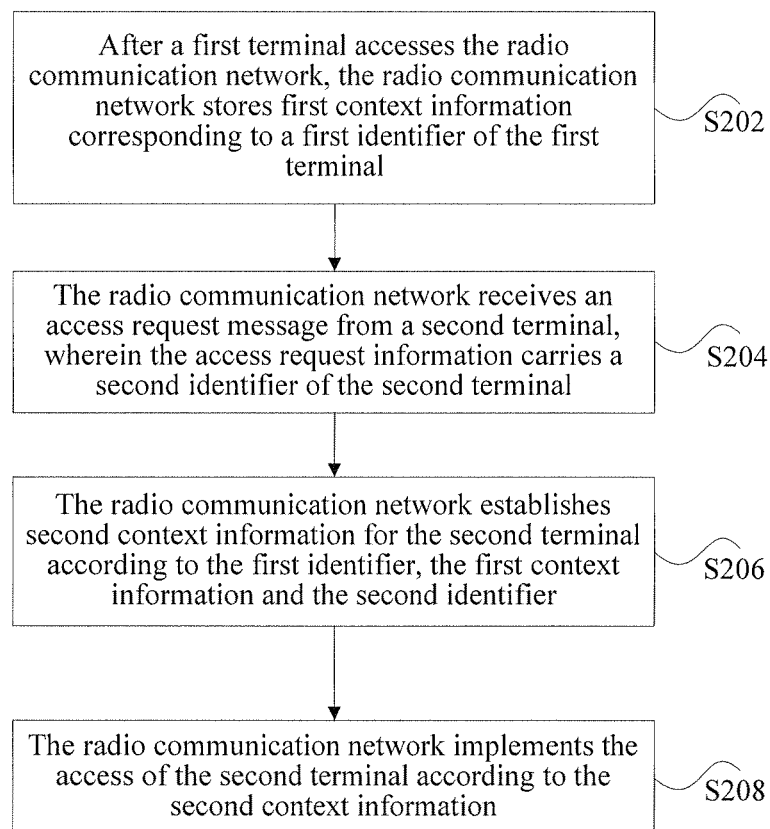 After a first terminal accesses the radio
communication network, the radio communication
network stores first context information
corresponding to a first identifier of the first
terminal
S202
The radio communication network receives an
access request message from a second terminal,
wherein the access request information carries a
second identifier of the second terminal
S204
The radio communication network establishes
second context information for the second terminal
according to the first identifier, the first context
information and the second identifier
S206
The radio communication network implements the
access of the second terminal according to the
second context information
S208